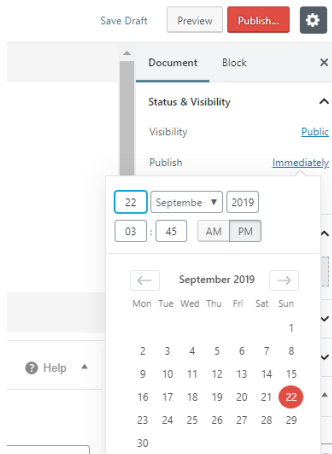 Save Draft Preview Publish...
Document Block ×
Status & Visibility
Visibility Public
Publish Immediately
22 Septembe ▼ 2019
03 : 45 AM PM
← September 2019 →
Mon Tue Wed Thu Fri Sat Sun
1
2 3 4 5 6 7 8
9 10 11 12 13 14 15
16 17 18 19 20 21 22
23 24 25 26 27 28 29
30
? Help